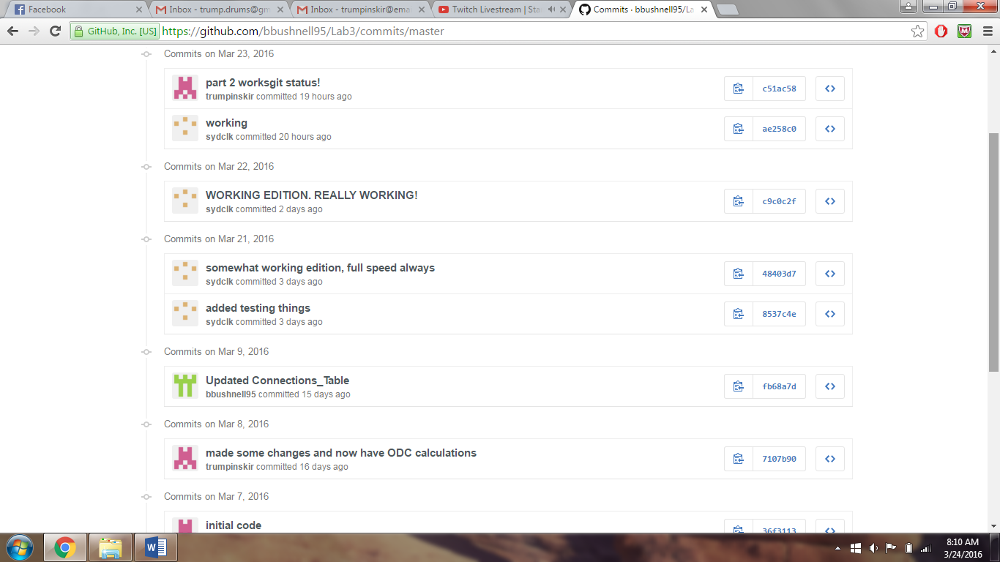 Facebook
Inbox - trump.drums@gm
Inbox - trumpinskir@ema
Twitch Livestream | Sta
Commits · bbushnell95/La
GitHub, Inc. [US] https://github.com/bbushnell95/Lab3/commits/master
Commits on Mar 23, 2016
part 2 worksgit status!
trumpinskir committed 19 hours ago
c51ac58
working
sydclk committed 20 hours ago
ae258c0
Commits on Mar 22, 2016
WORKING EDITION. REALLY WORKING!
sydclk committed 2 days ago
c9c0c2f
Commits on Mar 21, 2016
somewhat working edition, full speed always
sydclk committed 3 days ago
48403d7
added testing things
sydclk committed 3 days ago
8537c4e
Commits on Mar 9, 2016
Updated Connections_Table
bbushnell95 committed 15 days ago
fb68a7d
Commits on Mar 8, 2016
made some changes and now have ODC calculations
trumpinskir committed 16 days ago
7107b90
Commits on Mar 7, 2016
initial code
36f3113
8:10 AM
3/24/2016